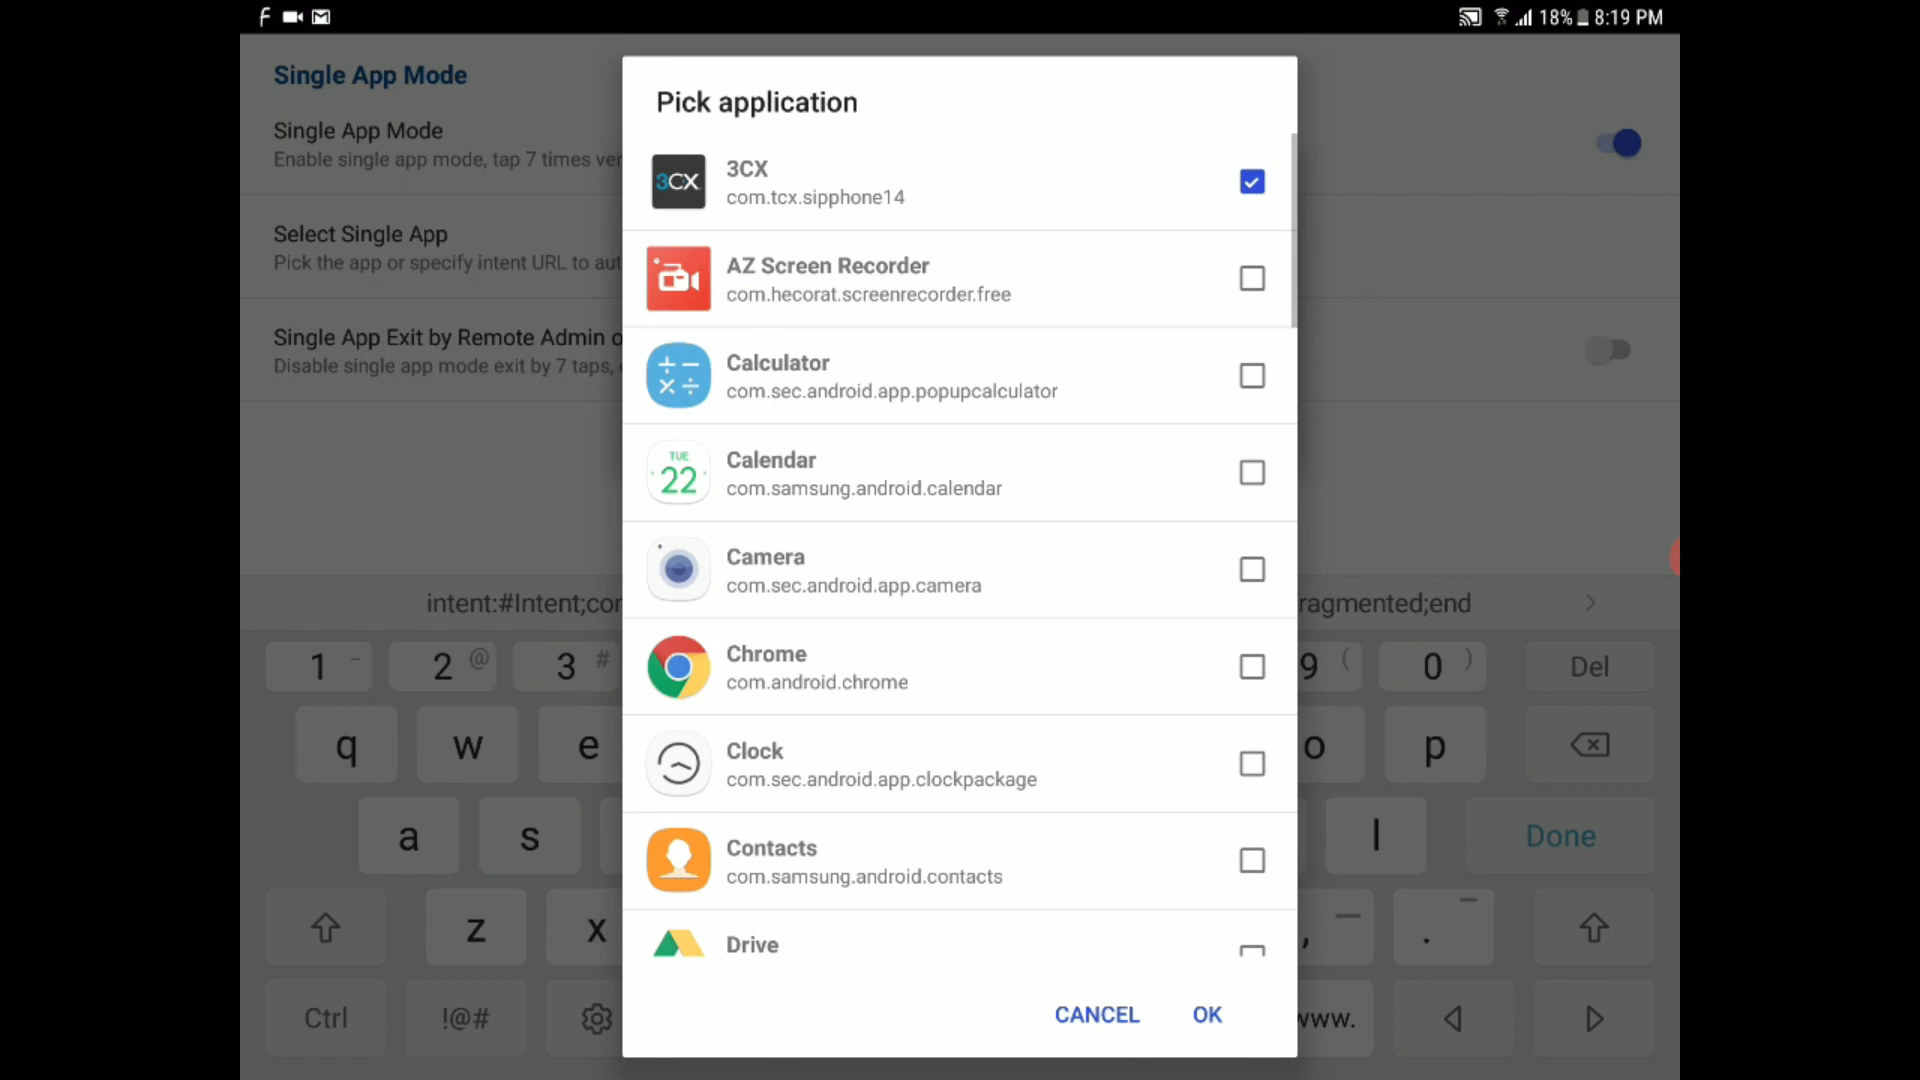 18% 8:19 PM
Single App Mode
Single App Mode
Enable single app mode, tap 7 times ver
Select Single App
Pick the app or specify intent URL to aut
Single App Exit by Remote Admin o
Disable single app mode exit by 7 taps,
Pick application
3CX
3CX
com.tcx.sipphone14
AZ Screen Recorder
com.hecorat.screenrecorder.free
Calculator
com.sec.android.app.popupcalculator
TUE
22
Calendar
com.samsung.android.calendar
Camera
com.sec.android.app.camera
Chrome
com.android.chrome
Clock
com.sec.android.app.clockpackage
Contacts
com.samsung.android.contacts
Drive
CANCEL OK
intent:#Intent;cor
ragmented;end
1 - 2 @ 3 # 9 ( 0 ) Del
q w e o p
a s l Done
z x , .
Ctrl !@# www.